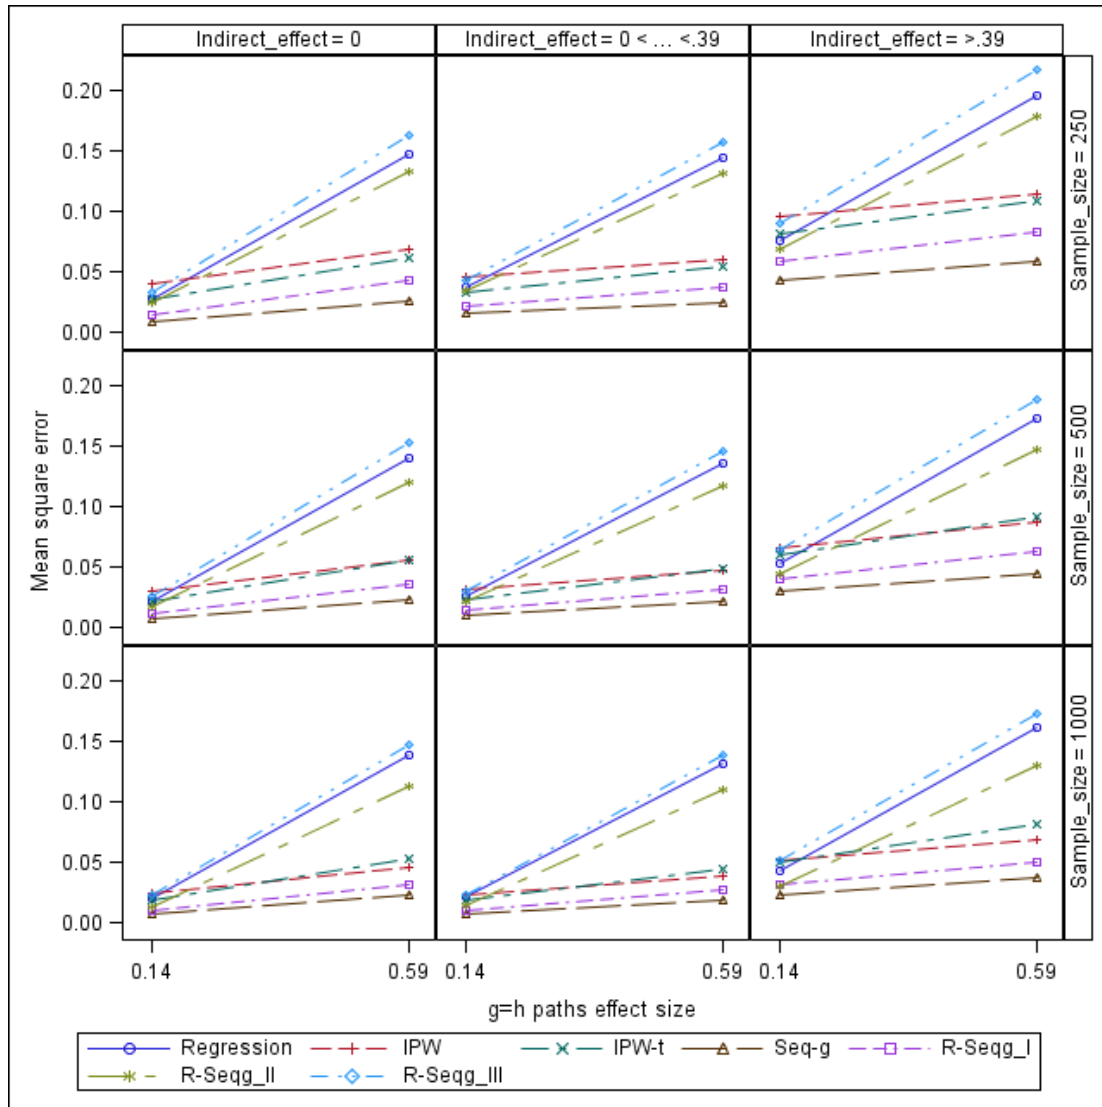 Indirect_effect = 0
Indirect_effect = 0 < ... <.39
Indirect_effect = >.39
Mean square error
0.20
0.15
0.10
0.05
0.00
Sample_size = 250
0.20
0.15
0.10
0.05
0.00
Sample_size = 500
0.20
0.15
0.10
0.05
0.00
Sample_size = 1000
0.14
0.59
0.14
0.59
0.14
0.59
g=h paths effect size
Regression
IPW
IPW-t
Seq-g
R-Seqg_I
R-Seqg_II
R-Seqg_III